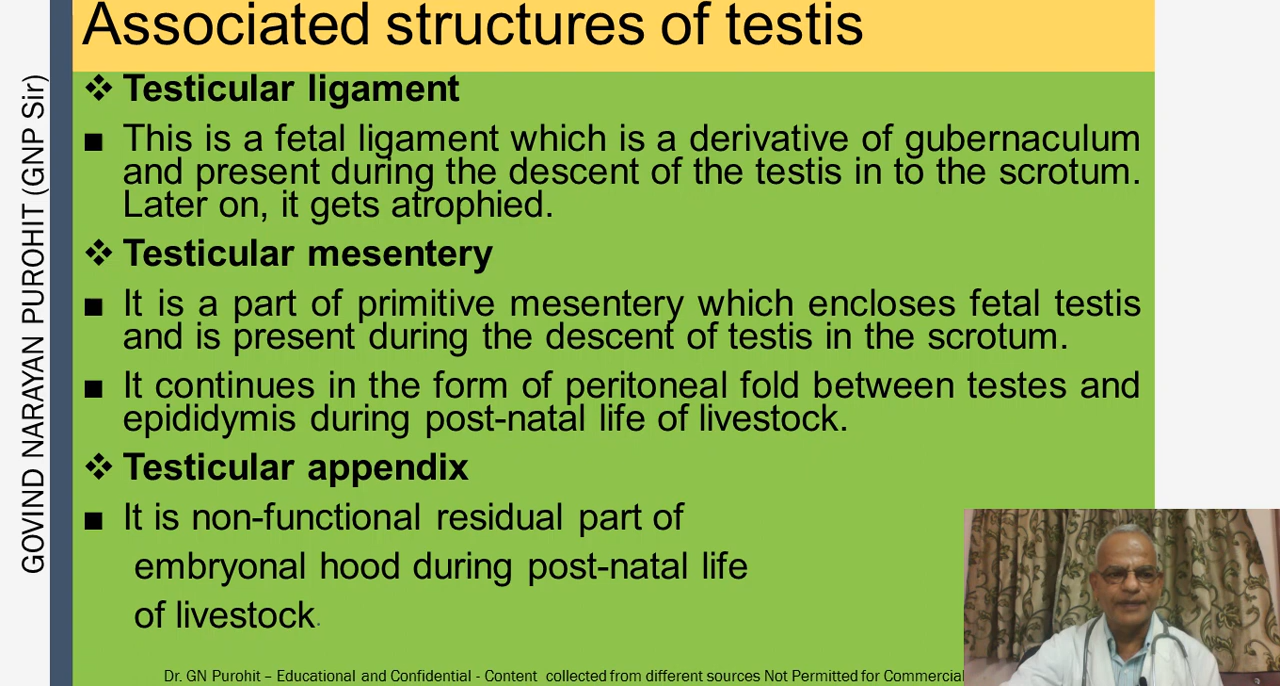 Associated structures of testis
❖ Testicular ligament
■ This is a fetal ligament which is a derivative of gubernaculum
and present during the descent of the testis in to the scrotum.
Later on, it gets atrophied.
❖ Testicular mesentery
■ It is a part of primitive mesentery which encloses fetal testis
and is present during the descent of testis in the scrotum.
■ It continues in the form of peritoneal fold between testes and
epididymis during post-natal life of livestock.
❖ Testicular appendix
■ It is non-functional residual part of
embryonal hood during post-natal life
of livestock.
Dr. GN Purohit – Educational and Confidential - Content collected from different sources Not Permitted for Commercial
GOVIND NARAYAN PUROHIT (GNP Sir)